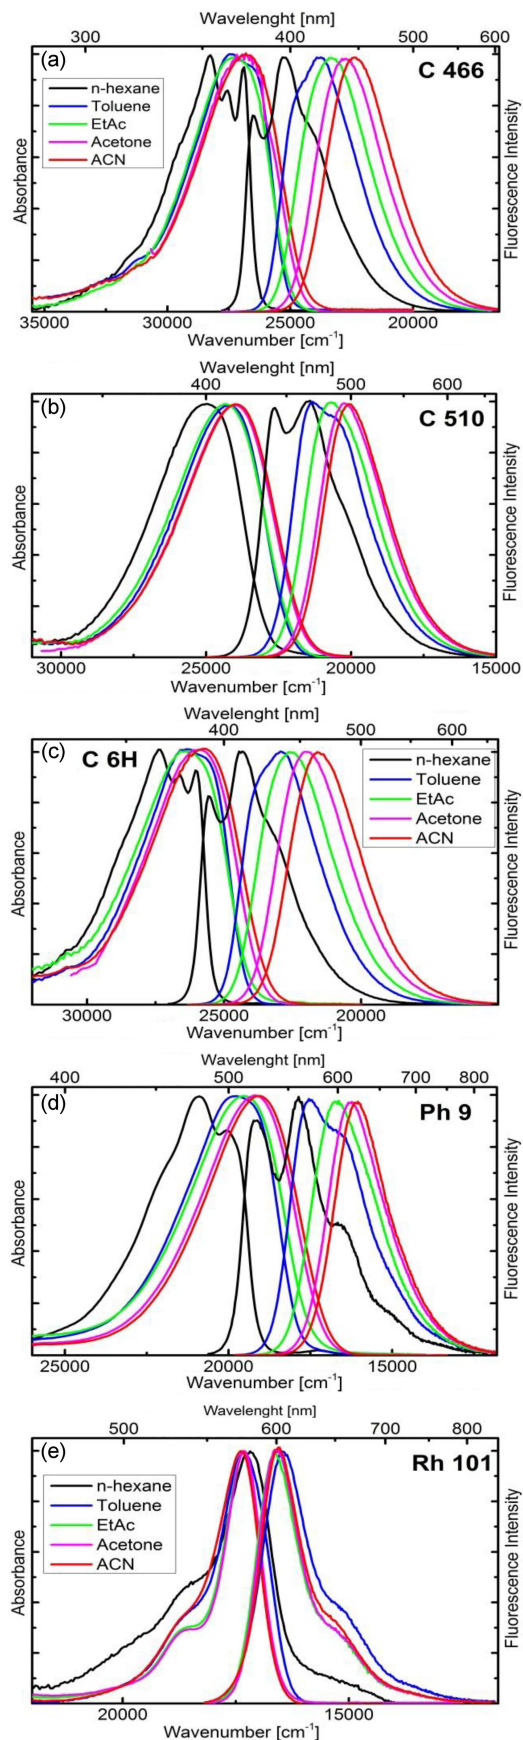 Wavelenght [nm]
300 400 500 600
(a)
C 466
n-hexane
Toluene
EtAc
Acetone
ACN
Absorbance
Fluorescence Intensity
35000 30000 25000 20000
Wavenumber [cm-1]
Wavelenght [nm]
400 500 600
(b)
C 510
Absorbance
Fluorescence Intensity
30000 25000 20000 15000
Wavenumber [cm-1]
Wavelenght [nm]
400 500 600
(c)
C 6H
n-hexane
Toluene
EtAc
Acetone
ACN
Absorbance
Fluorescence Intensity
30000 25000 20000
Wavenumber [cm-1]
Wavelenght [nm]
400 500 600 700 800
(d)
Ph 9
Absorbance
Fluorescence Intensity
25000 20000 15000
Wavenumber [cm-1]
Wavelenght [nm]
500 600 700 800
(e)
Rh 101
n-hexane
Toluene
EtAc
Acetone
ACN
Absorbance
Fluorescence Intensity
20000 15000
Wavenumber [cm-1]